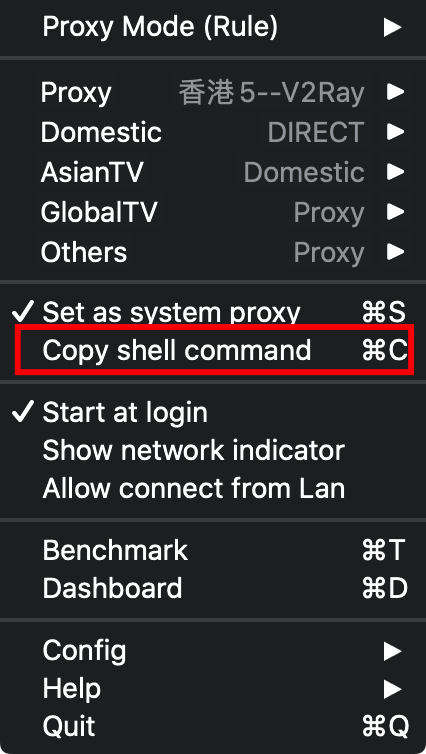 Proxy Mode (Rule) ▶
Proxy 香港5--V2Ray ▶
Domestic DIRECT ▶
AsianTV Domestic ▶
GlobalTV Proxy ▶
Others Proxy ▶
✓ Set as system proxy ⌘S
Copy shell command ⌘C
✓ Start at login
Show network indicator
Allow connect from Lan
Benchmark ⌘T
Dashboard ⌘D
Config ▶
Help ▶
Quit ⌘Q